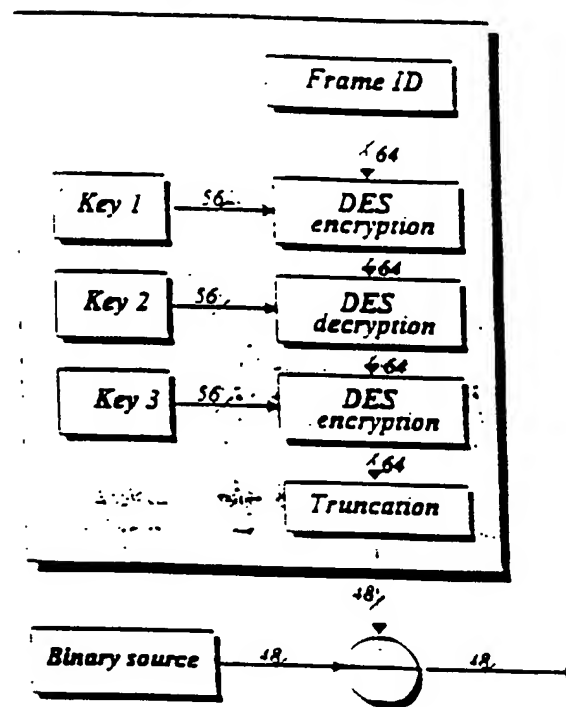 Frame ID
64
Key 1
56
DES
encryption
64
Key 2
56
DES
decryption
64
Key 3
56
DES
encryption
64
Truncation
48
Binary source
48
48